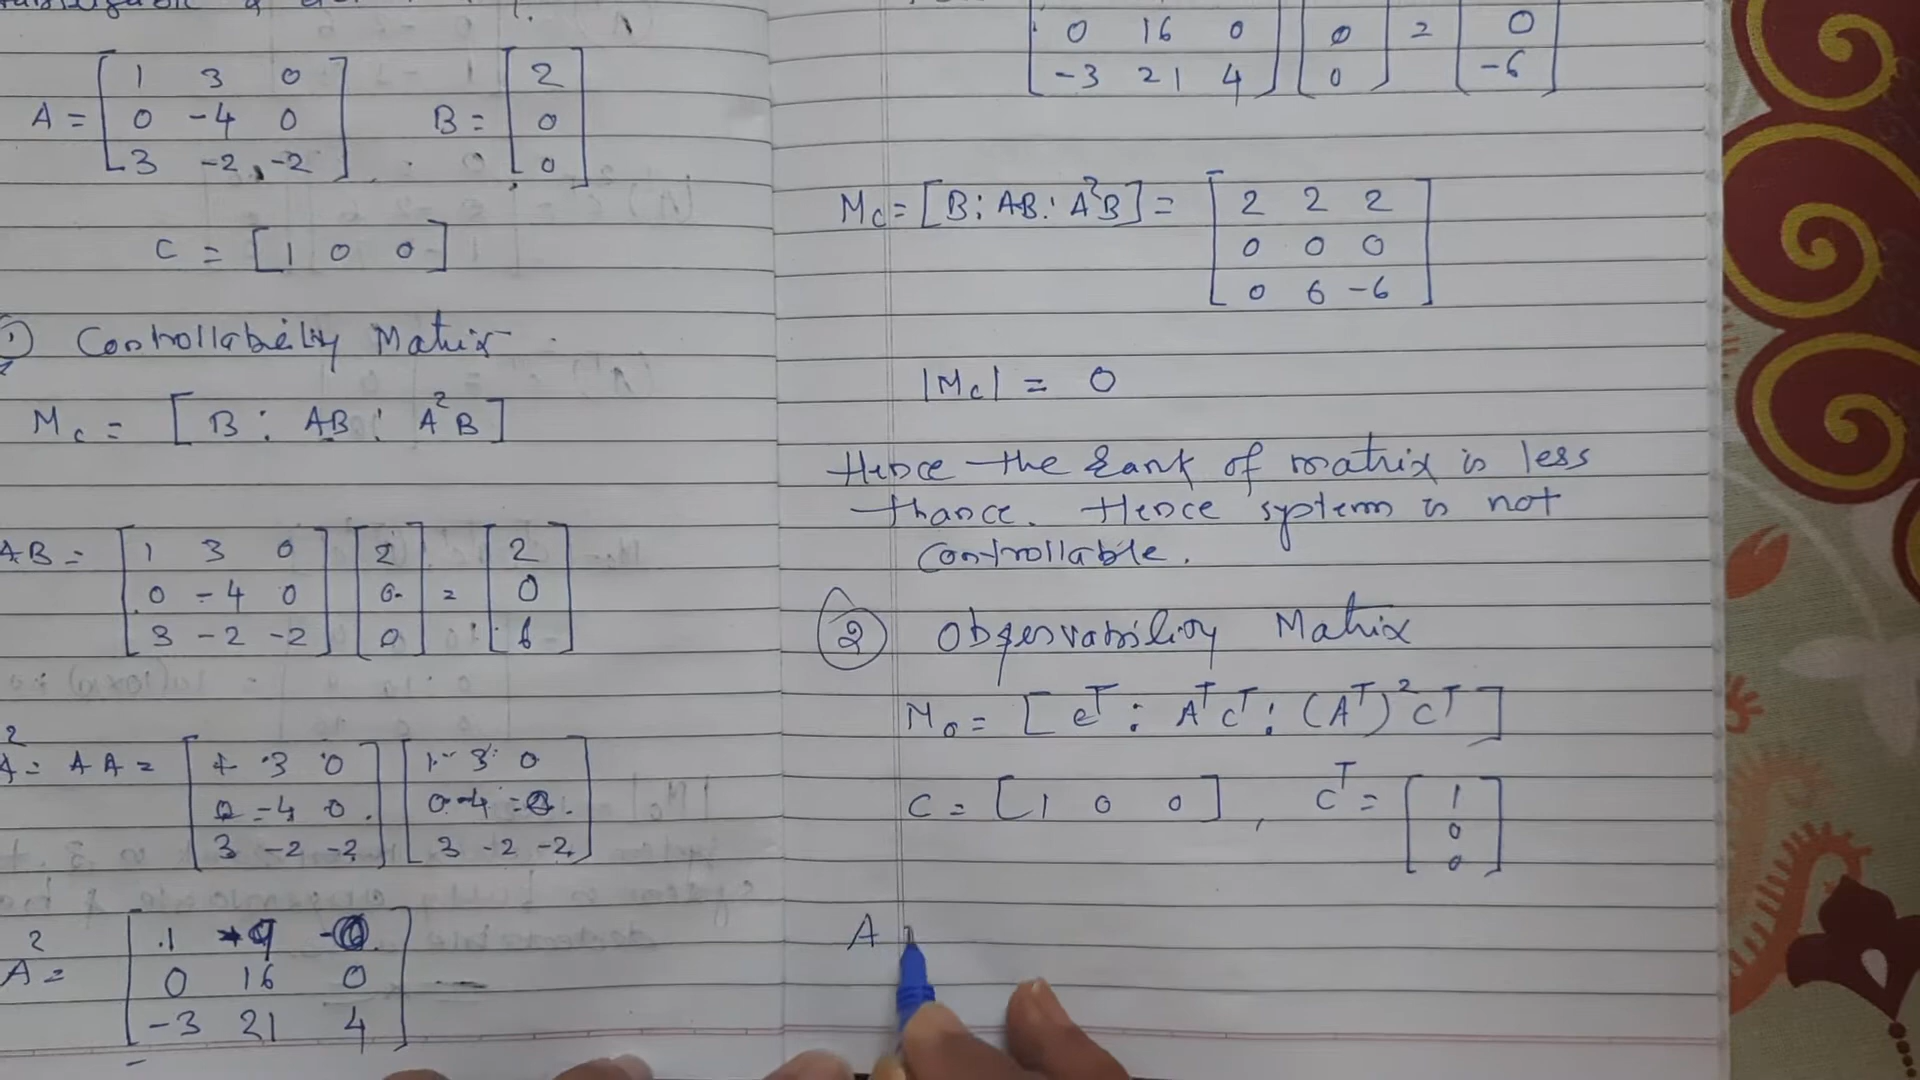 A = [ 1 3 0
0 -4 0
3 -2 -2 ] B = [ 2
0
0 ]
C = [ 1 0 0 ]
① Controllability Matrix
Mc = [ B : AB : A²B ]
AB = [ 1 3 0
0 -4 0
3 -2 -2 ] [ 2
0
0 ] = [ 2
0
6 ]
A² = A A = [ 1 3 0
0 -4 0
3 -2 -2 ] [ 1 3 0
0 -4 0
3 -2 -2 ]
A² = [ 1 -9 0
0 16 0
-3 21 4 ]
0 16 0
-3 21 4 ] [ 0
0 ] = [ 0
-6 ]
Mc = [ B : AB : A²B ] = [ 2 2 2
0 0 0
0 6 -6 ]
|Mc| = 0
Hence the rank of matrix is less
thance. Hence system is not
controllable.
② Obqservability Matrix
Mo = [ Cᵀ : AᵀCᵀ : (Aᵀ)²Cᵀ ]
C = [ 1 0 0 ] , Cᵀ = [ 1
0
0 ]
A